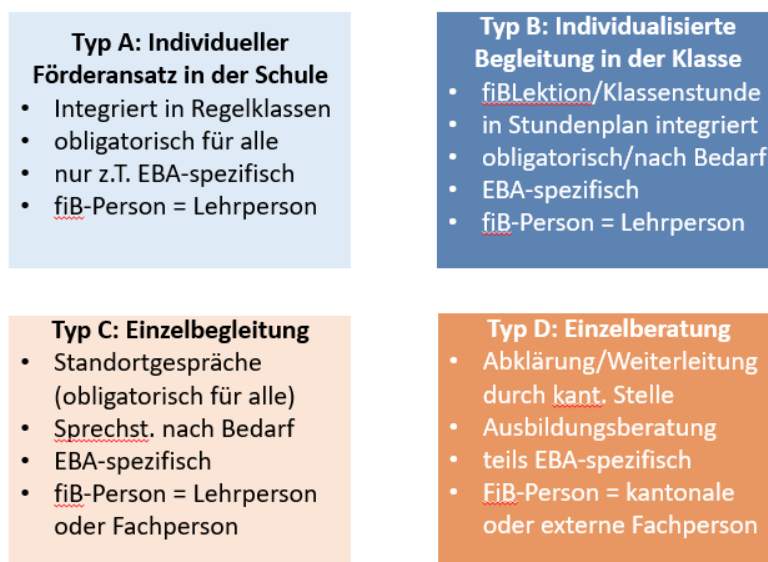 Typ A: Individueller
Förderansatz in der Schule
• Integriert in Regelklassen
• obligatorisch für alle
• nur z.T. EBA-spezifisch
• fiB-Person = Lehrperson
Typ B: Individualisierte
Begleitung in der Klasse
• fiBLektion/Klassenstunde
• in Stundenplan integriert
• obligatorisch/nach Bedarf
• EBA-spezifisch
• fiB-Person = Lehrperson
Typ C: Einzelbegleitung
• Standortgespräche
(obligatorisch für alle)
• Sprechst. nach Bedarf
• EBA-spezifisch
• fiB-Person = Lehrperson
oder Fachperson
Typ D: Einzelberatung
• Abklärung/Weiterleitung
durch kant. Stelle
• Ausbildungsberatung
• teils EBA-spezifisch
• FiB-Person = kantonale
oder externe Fachperson